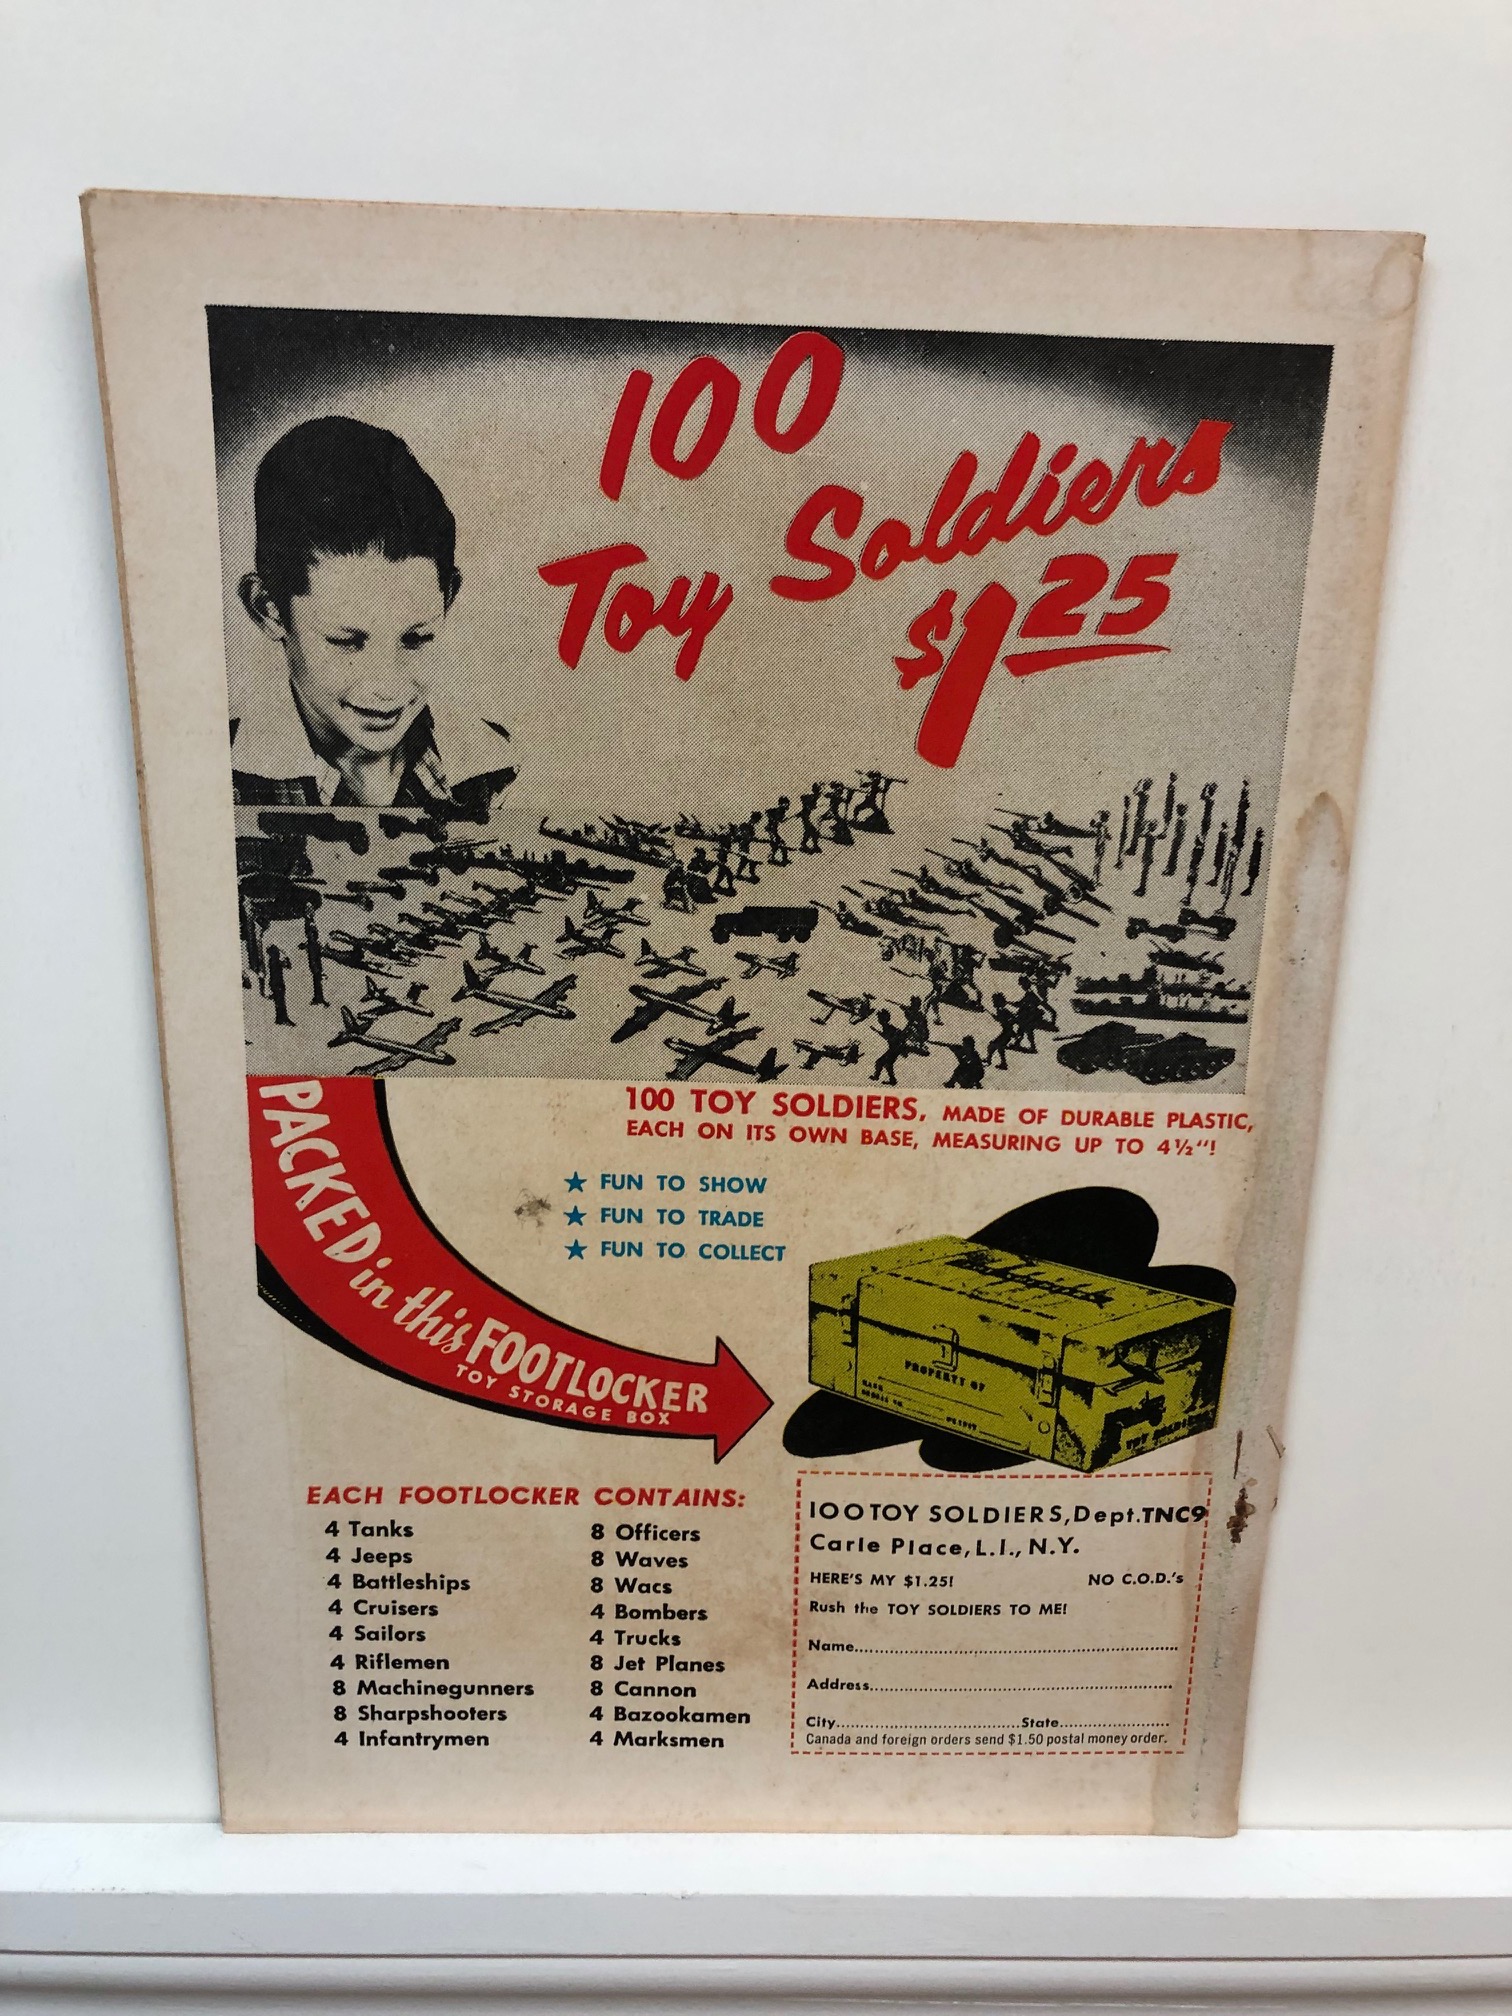 100
Toy Soldiers
$1.25
PACKED in this FOOTLOCKER
TOY STORAGE BOX
100 TOY SOLDIERS, MADE OF DURABLE PLASTIC,
EACH ON ITS OWN BASE, MEASURING UP TO 4½"!
★ FUN TO SHOW
★ FUN TO TRADE
★ FUN TO COLLECT
PROPERTY OF
TOY SOLDIERS
EACH FOOTLOCKER CONTAINS:
4 Tanks
4 Jeeps
4 Battleships
4 Cruisers
4 Sailors
4 Riflemen
8 Machinegunners
8 Sharpshooters
4 Infantrymen
8 Officers
8 Waves
8 Wacs
4 Bombers
4 Trucks
8 Jet Planes
8 Cannon
4 Bazookamen
4 Marksmen
100 TOY SOLDIERS, Dept. TNC9
Carle Place, L.I., N.Y.
HERE'S MY $1.25! NO C.O.D.'s
Rush the TOY SOLDIERS TO ME!
Name
Address
City State
Canada and foreign orders send $1.50 postal money order.